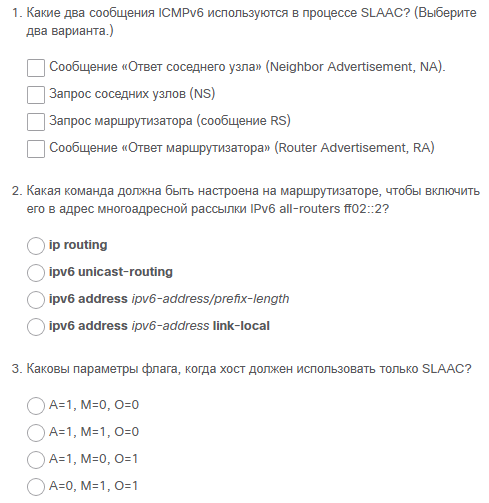 1. Какие два сообщения ICMPv6 используются в процессе SLAAC? (Выберите
два варианта.)
Сообщение «Ответ соседнего узла» (Neighbor Advertisement, NA).
Запрос соседних узлов (NS)
Запрос маршрутизатора (сообщение RS)
Сообщение «Ответ маршрутизатора» (Router Advertisement, RA)
2. Какая команда должна быть настроена на маршрутизаторе, чтобы включить
его в адрес многоадресной рассылки IPv6 all-routers ff02::2?
ip routing
ipv6 unicast-routing
ipv6 address ipv6-address/prefix-length
ipv6 address ipv6-address link-local
3. Каковы параметры флага, когда хост должен использовать только SLAAC?
A=1, M=0, O=0
A=1, M=1, O=0
A=1, M=0, O=1
A=0, M=1, O=1